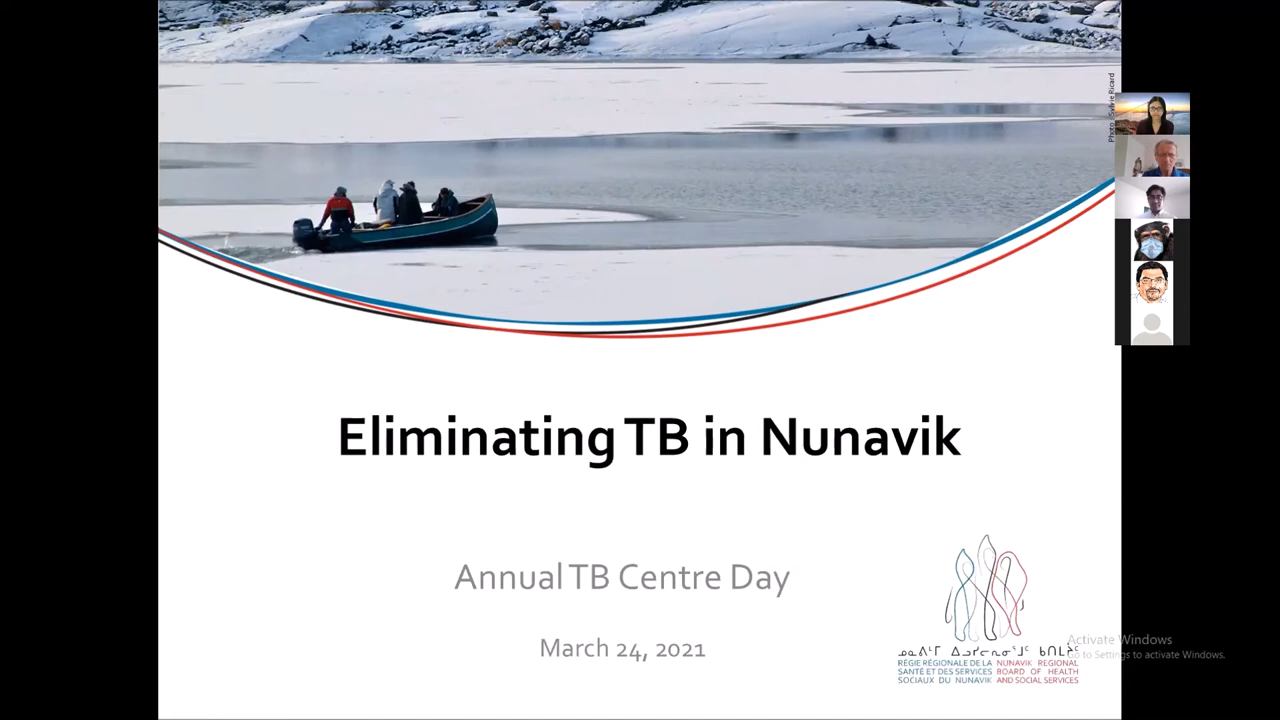 Photo : Sylvie Ricard
Eliminating TB in Nunavik
Annual TB Centre Day
March 24, 2021
RÉGIE RÉGIONALE DE LA
SANTÉ ET DES SERVICES
SOCIAUX DU NUNAVIK
NUNAVIK REGIONAL
BOARD OF HEALTH
AND SOCIAL SERVICES
Activate Windows
Go to Settings to activate Windows.